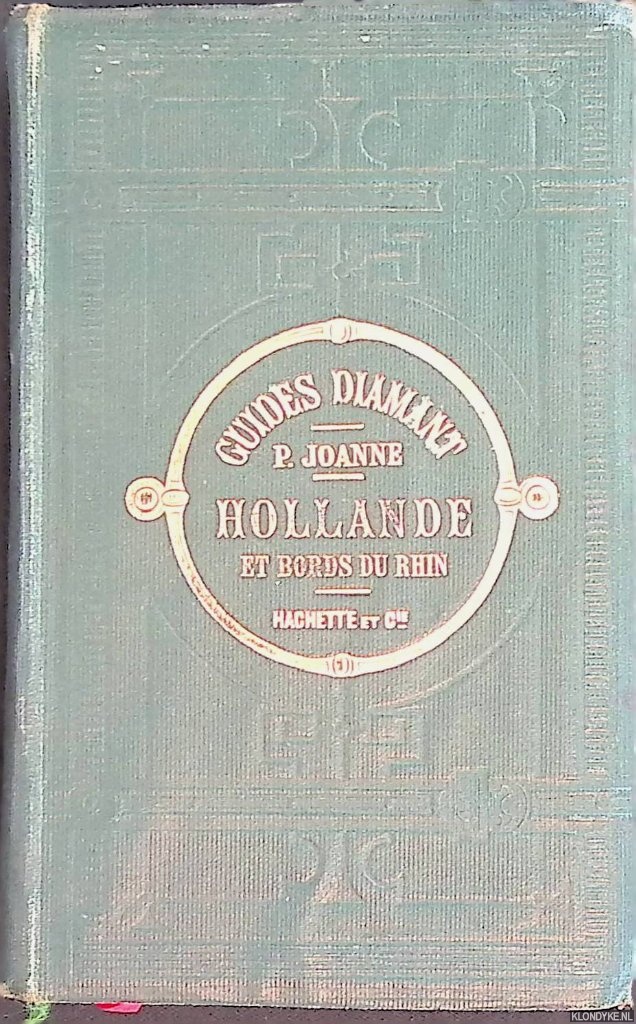 GUIDES DIAMANT
P. JOANNE
HOLLANDE
ET BORDS DU RHIN
HACHETTE ET CIE
KLONDYKE.NL